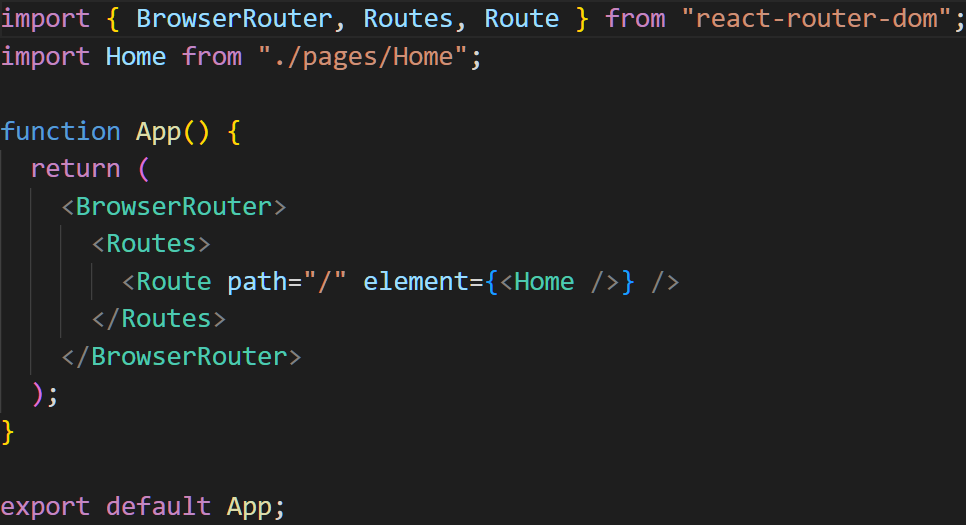 import { BrowserRouter, Routes, Route } from "react-router-dom";
import Home from "./pages/Home";

function App() {
  return (
    <BrowserRouter>
      <Routes>
        <Route path="/" element={<Home />} />
      </Routes>
    </BrowserRouter>
  );
}

export default App;